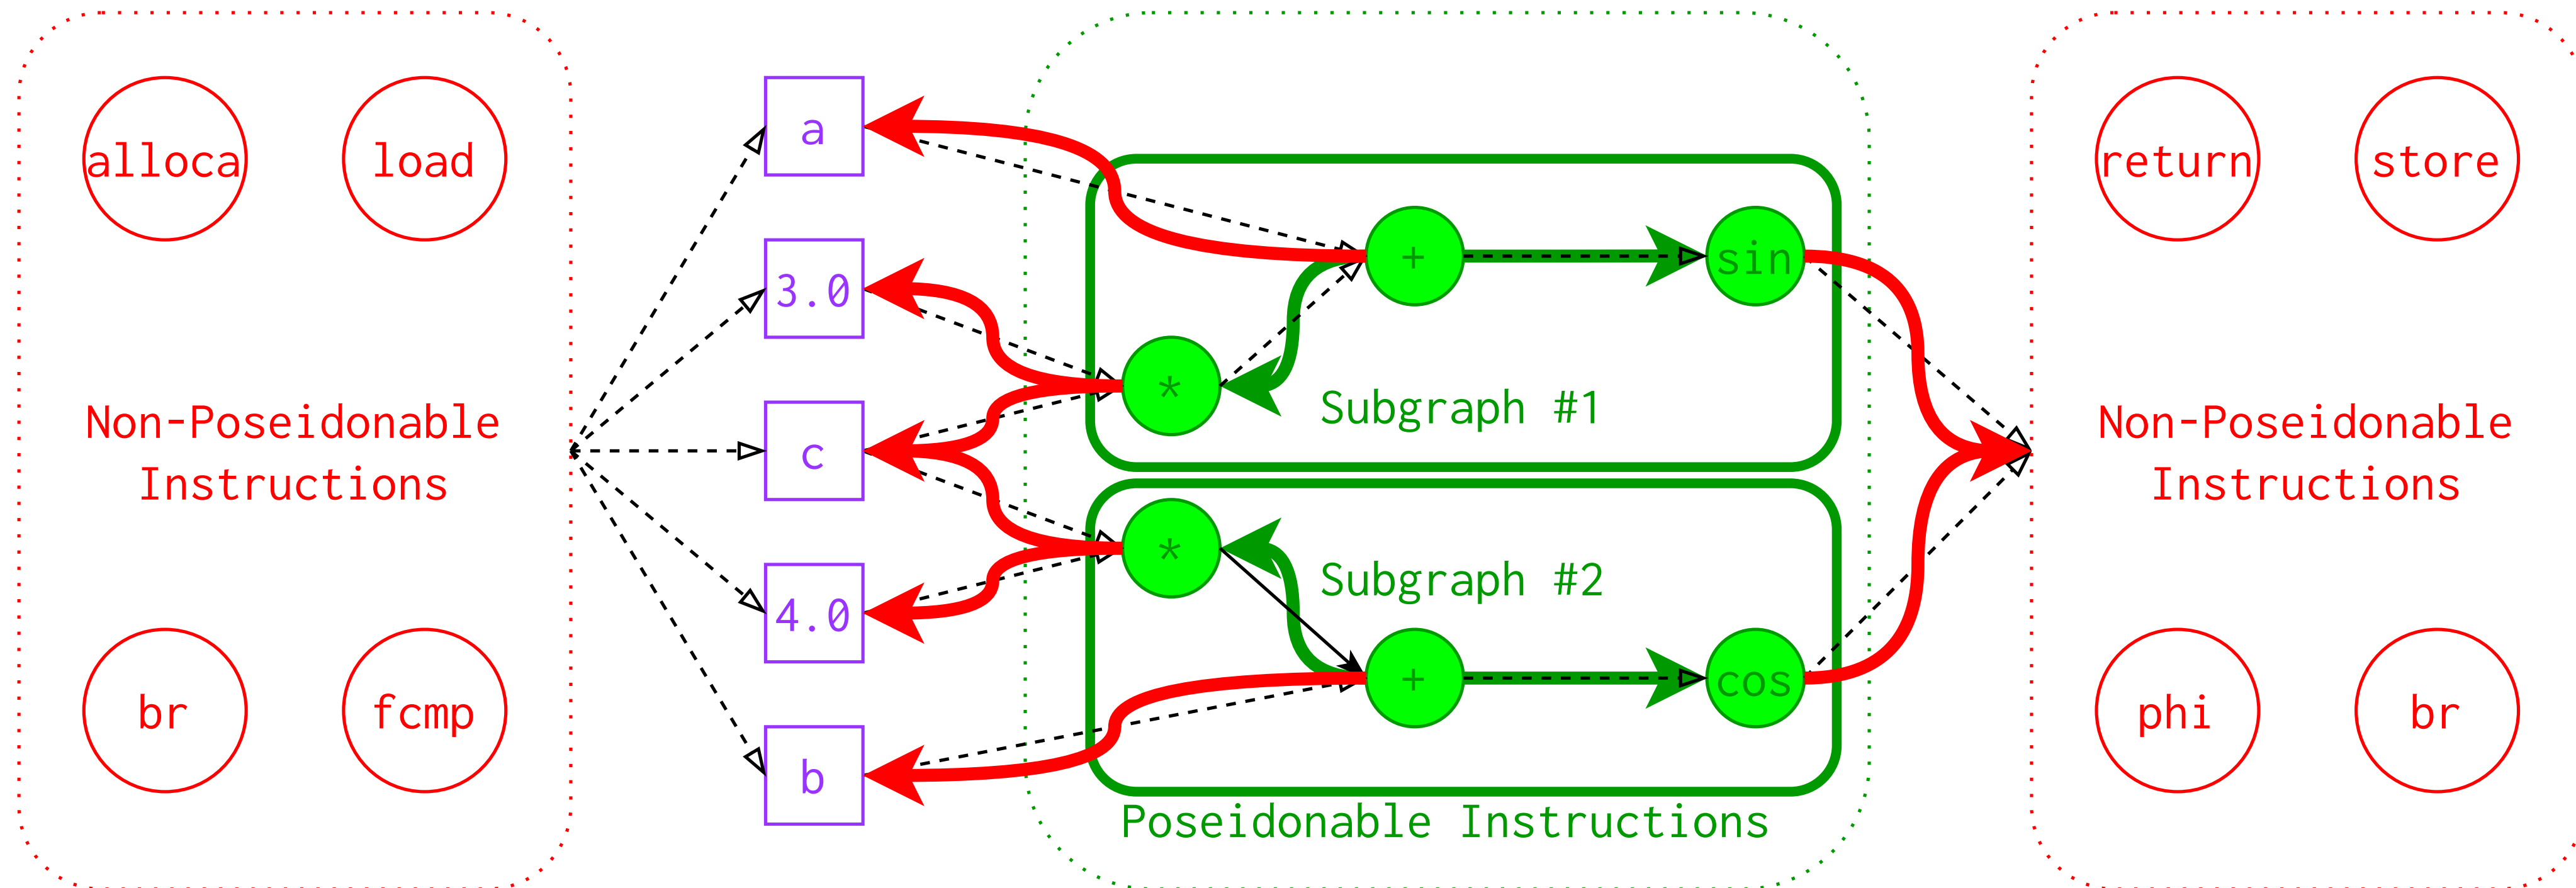 alloca
load
Non-Poseidonable
Instructions
br
fcmp
a
3.0
c
4.0
b
+
sin
*
Subgraph #1
*
Subgraph #2
+
cos
Poseidonable Instructions
return
store
Non-Poseidonable
Instructions
phi
br